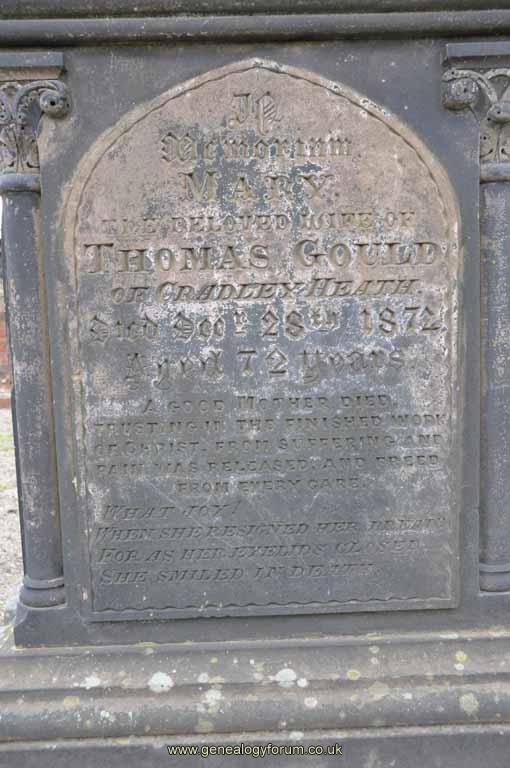 In
Memoriam
MARY.
THE BELOVED WIFE OF
THOMAS GOULD
OF CRADLEY HEATH.
Died Decr. 28th 1872
Aged 72 Years.
A GOOD MOTHER DIED,
TRUSTING IN THE FINISHED WORK
OF CHRIST. FROM SUFFERING AND
PAIN WAS RELEASED, AND FREED
FROM EVERY CARE.
WHAT JOY!
WHEN SHE RESIGNED HER BREATH
FOR AS HER EYELIDS CLOSED
SHE SMILED IN DEATH.
www.genealogyforum.co.uk